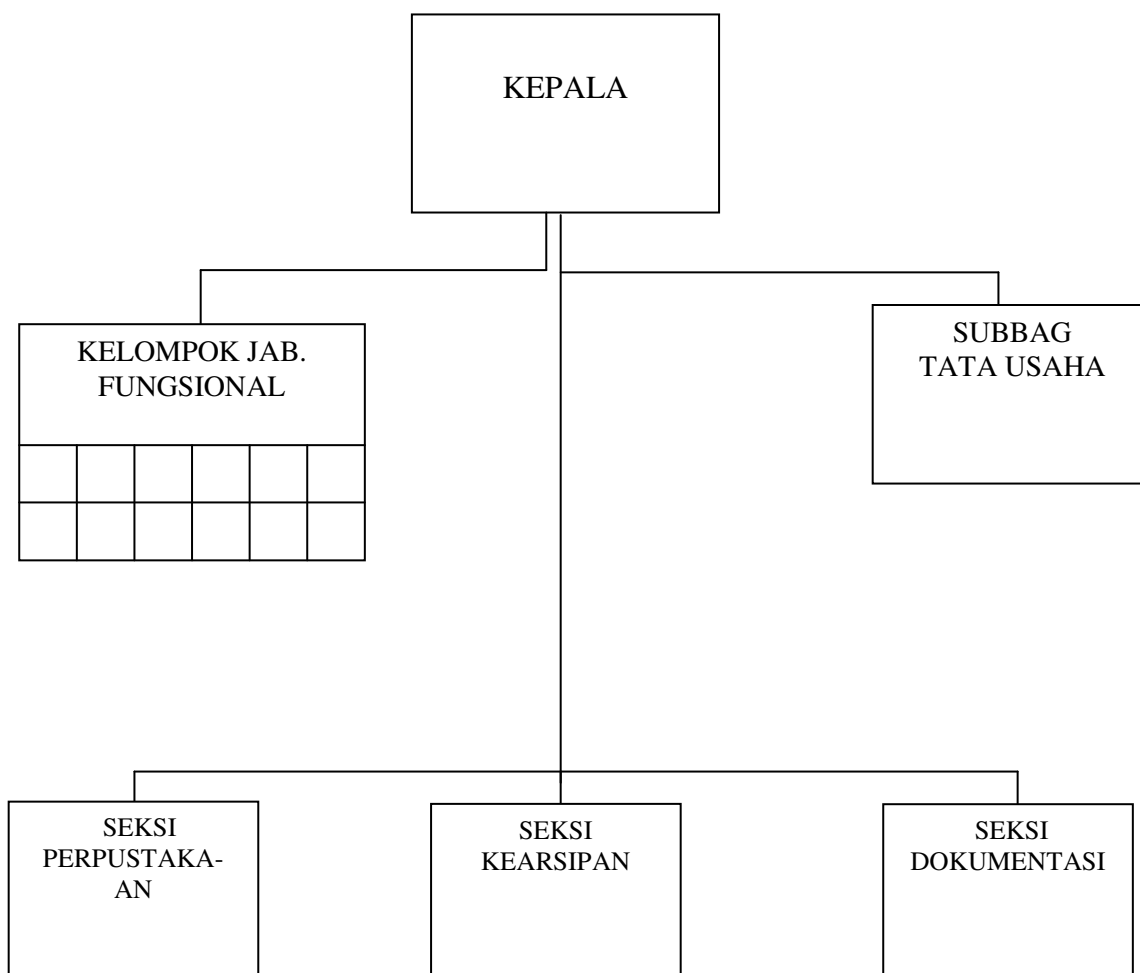 KEPALA
KELOMPOK JAB.
FUNGSIONAL
SUBBAG
TATA USAHA
SEKSI
PERPUSTAKA-
AN
SEKSI
KEARSIPAN
SEKSI
DOKUMENTASI